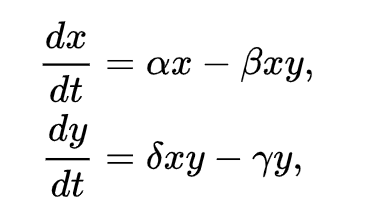 dx/dt = αx − βxy,
dy/dt = δxy − γy,